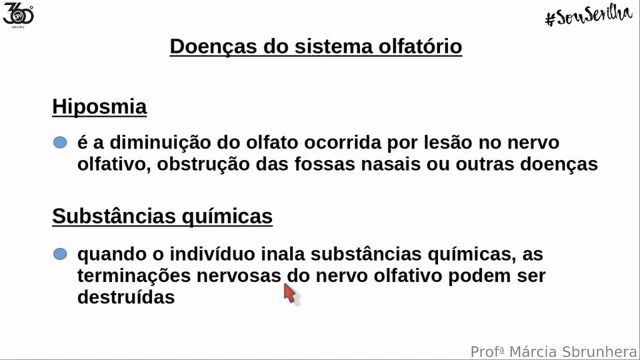 360°
#SouSerilha
Doenças do sistema olfatório
Hiposmia
é a diminuição do olfato ocorrida por lesão no nervo
olfativo, obstrução das fossas nasais ou outras doenças
Substâncias químicas
quando o indivíduo inala substâncias químicas, as
terminações nervosas do nervo olfativo podem ser
destruídas
Profª Márcia Sbrunhera